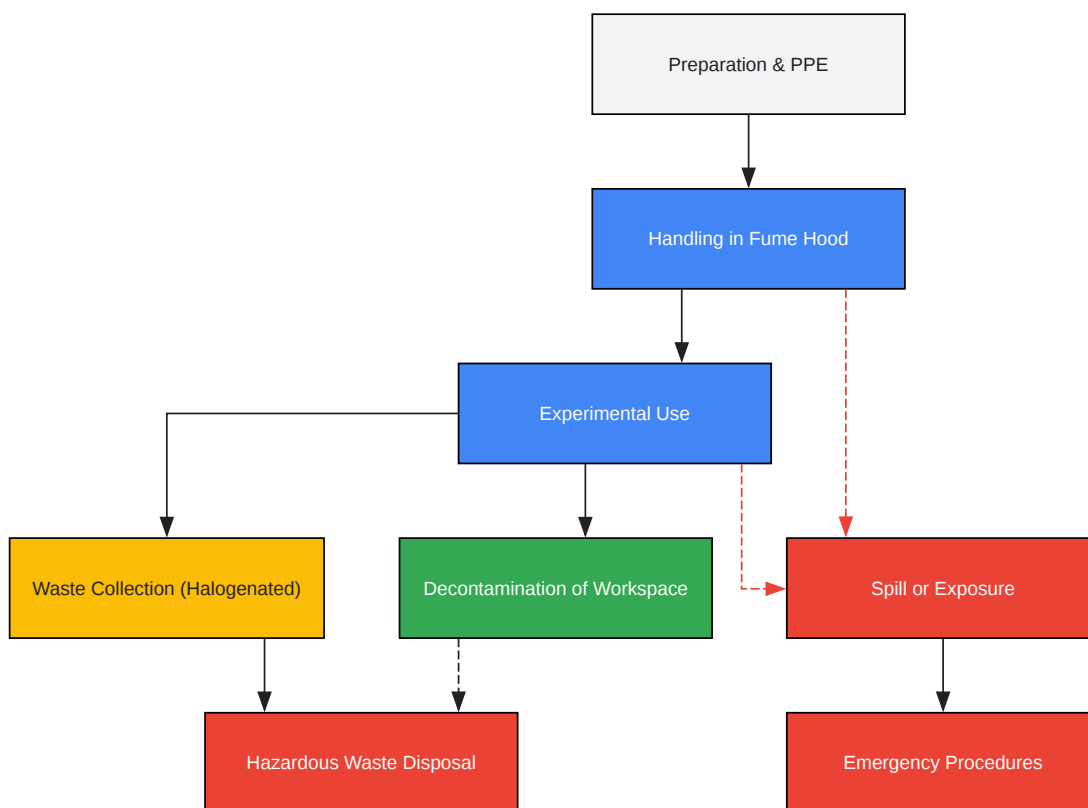 Preparation & PPE
Handling in Fume Hood
Experimental Use
Waste Collection (Halogenated)
Decontamination of Workspace
Spill or Exposure
Hazardous Waste Disposal
Emergency Procedures